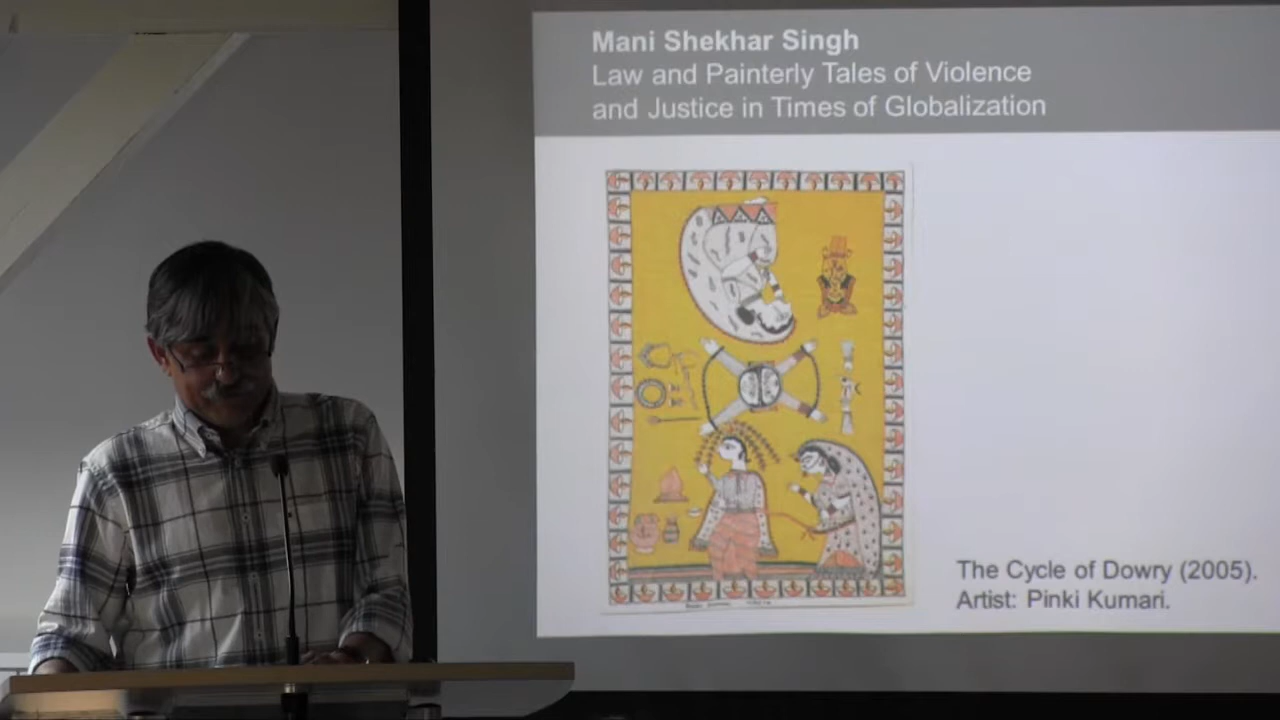 Mani Shekhar Singh
Law and Painterly Tales of Violence
and Justice in Times of Globalization
The Cycle of Dowry (2005).
Artist: Pinki Kumari.